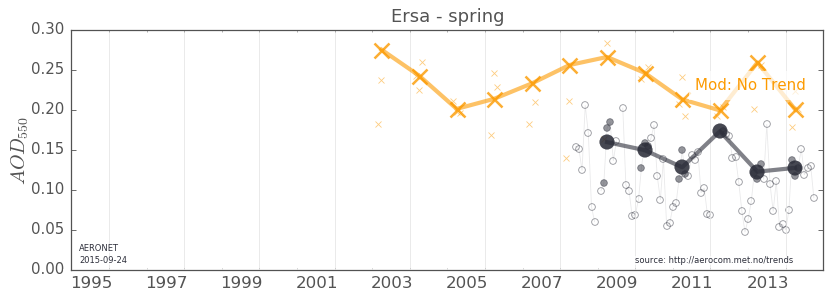 Ersa - spring
0.30
0.25
0.20
0.15
0.10
0.05
0.00
AOD550
Mod: No Trend
AERONET
2015-09-24
source: http://aerocom.met.no/trends
1995 1997 1999 2001 2003 2005 2007 2009 2011 2013